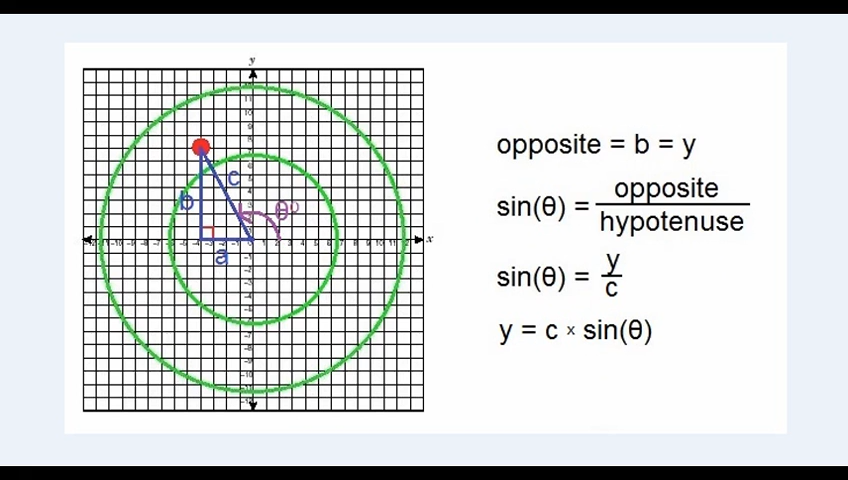 y
x
b
c
θ
a
opposite = b = y
sin(θ) = opposite / hypotenuse
sin(θ) = y / c
y = c × sin(θ)